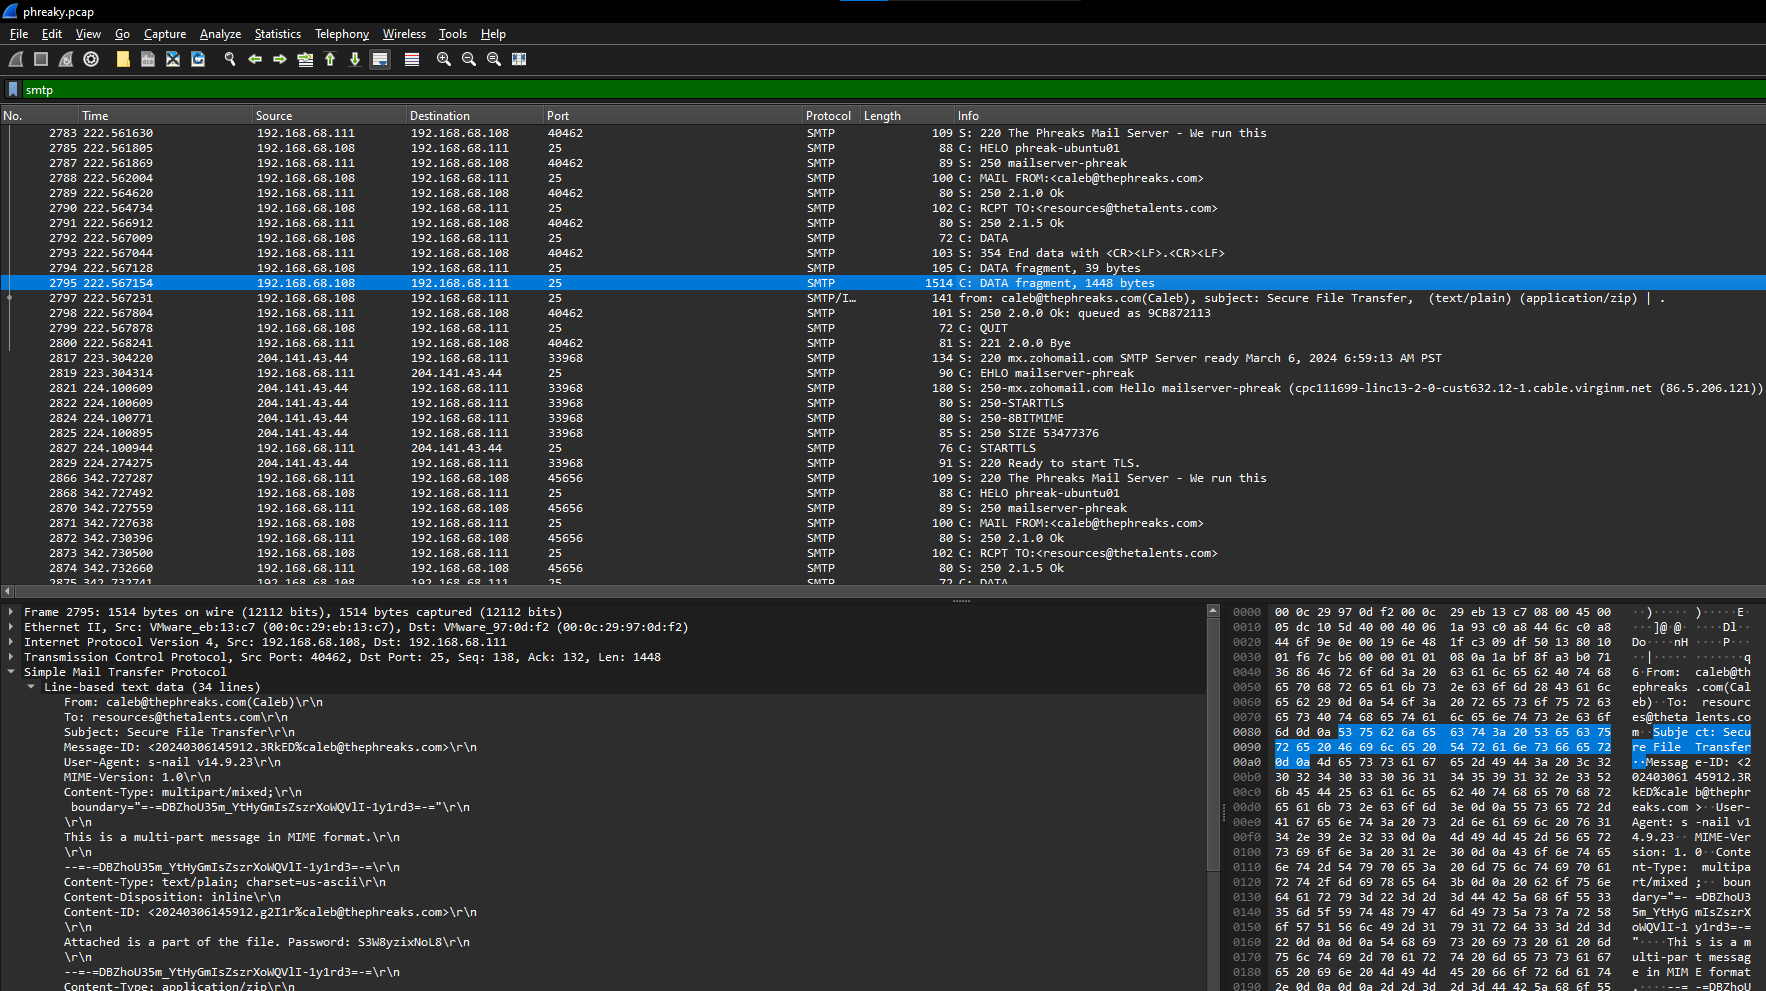 phreaky.pcap
File Edit View Go Capture Analyze Statistics Telephony Wireless Tools Help
smtp
No. Time Source Destination Port Protocol Length Info
2783 222.561630 192.168.68.111 192.168.68.108 40462 SMTP 109 S: 220 The Phreaks Mail Server - We run this
2785 222.561805 192.168.68.108 192.168.68.111 25 SMTP 88 C: HELO phreak-ubuntu01
2787 222.561869 192.168.68.111 192.168.68.108 40462 SMTP 89 S: 250 mailserver-phreak
2788 222.562004 192.168.68.108 192.168.68.111 25 SMTP 100 C: MAIL FROM:<caleb@thephreaks.com>
2789 222.564620 192.168.68.111 192.168.68.108 40462 SMTP 80 S: 250 2.1.0 Ok
2790 222.564734 192.168.68.108 192.168.68.111 25 SMTP 102 C: RCPT TO:<resources@thetalents.com>
2791 222.566912 192.168.68.111 192.168.68.108 40462 SMTP 80 S: 250 2.1.5 Ok
2792 222.567009 192.168.68.108 192.168.68.111 25 SMTP 72 C: DATA
2793 222.567044 192.168.68.111 192.168.68.108 40462 SMTP 103 S: 354 End data with <CR><LF>.<CR><LF>
2794 222.567128 192.168.68.108 192.168.68.111 25 SMTP 105 C: DATA fragment, 39 bytes
2795 222.567154 192.168.68.108 192.168.68.111 25 SMTP 1514 C: DATA fragment, 1448 bytes
2797 222.567231 192.168.68.108 192.168.68.111 25 SMTP/I… 141 from: caleb@thephreaks.com(Caleb), subject: Secure File Transfer, (text/plain) (application/zip) | .
2798 222.567804 192.168.68.111 192.168.68.108 40462 SMTP 101 S: 250 2.0.0 Ok: queued as 9CB872113
2799 222.567878 192.168.68.108 192.168.68.111 25 SMTP 72 C: QUIT
2800 222.568241 192.168.68.111 192.168.68.108 40462 SMTP 81 S: 221 2.0.0 Bye
2817 223.304220 204.141.43.44 192.168.68.111 33968 SMTP 134 S: 220 mx.zohomail.com SMTP Server ready March 6, 2024 6:59:13 AM PST
2819 223.304314 192.168.68.111 204.141.43.44 25 SMTP 90 C: EHLO mailserver-phreak
2821 224.100609 204.141.43.44 192.168.68.111 33968 SMTP 180 S: 250-mx.zohomail.com Hello mailserver-phreak (cpc111699-linc13-2-0-cust632.12-1.cable.virginm.net (86.5.206.121))
2822 224.100609 204.141.43.44 192.168.68.111 33968 SMTP 80 S: 250-STARTTLS
2824 224.100771 204.141.43.44 192.168.68.111 33968 SMTP 80 S: 250-8BITMIME
2825 224.100895 204.141.43.44 192.168.68.111 33968 SMTP 85 S: 250 SIZE 53477376
2827 224.100944 192.168.68.111 204.141.43.44 25 SMTP 76 C: STARTTLS
2829 224.274275 204.141.43.44 192.168.68.111 33968 SMTP 91 S: 220 Ready to start TLS.
2866 342.727287 192.168.68.111 192.168.68.108 45656 SMTP 109 S: 220 The Phreaks Mail Server - We run this
2868 342.727492 192.168.68.108 192.168.68.111 25 SMTP 88 C: HELO phreak-ubuntu01
2870 342.727559 192.168.68.111 192.168.68.108 45656 SMTP 89 S: 250 mailserver-phreak
2871 342.727638 192.168.68.108 192.168.68.111 25 SMTP 100 C: MAIL FROM:<caleb@thephreaks.com>
2872 342.730396 192.168.68.111 192.168.68.108 45656 SMTP 80 S: 250 2.1.0 Ok
2873 342.730500 192.168.68.108 192.168.68.111 25 SMTP 102 C: RCPT TO:<resources@thetalents.com>
2874 342.732660 192.168.68.111 192.168.68.108 45656 SMTP 80 S: 250 2.1.5 Ok
2875 342.732741 192.168.68.108 192.168.68.111 25 SMTP 72 C: DATA
Frame 2795: 1514 bytes on wire (12112 bits), 1514 bytes captured (12112 bits)
Ethernet II, Src: VMware_eb:13:c7 (00:0c:29:eb:13:c7), Dst: VMware_97:0d:f2 (00:0c:29:97:0d:f2)
Internet Protocol Version 4, Src: 192.168.68.108, Dst: 192.168.68.111
Transmission Control Protocol, Src Port: 40462, Dst Port: 25, Seq: 138, Ack: 132, Len: 1448
Simple Mail Transfer Protocol
Line-based text data (34 lines)
From: caleb@thephreaks.com(Caleb)\r\n
To: resources@thetalents.com\r\n
Subject: Secure File Transfer\r\n
Message-ID: <20240306145912.3RkED%caleb@thephreaks.com>\r\n
User-Agent: s-nail v14.9.23\r\n
MIME-Version: 1.0\r\n
Content-Type: multipart/mixed;\r\n
boundary="=-=DBZhoU35m_YtHyGmIsZszrXoWQVlI-1y1rd3=-="\r\n
\r\n
This is a multi-part message in MIME format.\r\n
\r\n
--=-=DBZhoU35m_YtHyGmIsZszrXoWQVlI-1y1rd3=-=\r\n
Content-Type: text/plain; charset=us-ascii\r\n
Content-Disposition: inline\r\n
Content-ID: <20240306145912.g2I1r%caleb@thephreaks.com>\r\n
\r\n
Attached is a part of the file. Password: S3W8yzixNoL8\r\n
\r\n
--=-=DBZhoU35m_YtHyGmIsZszrXoWQVlI-1y1rd3=-=\r\n
Content-Type: application/zip\r\n
0000 00 0c 29 97 0d f2 00 0c 29 eb 13 c7 08 00 45 00 ··)····· )·····E·
0010 05 dc 10 5d 40 00 40 06 1a 93 c0 a8 44 6c c0 a8 ···]@·@· ····Dl··
0020 44 6f 9e 0e 00 19 6e 48 1f c3 09 df 50 13 80 10 Do····nH ····P···
0030 01 f6 7c b6 00 00 01 01 08 0a 1a bf 8f a3 b0 71 ··|····· ·······q
0040 36 86 46 72 6f 6d 3a 20 63 61 6c 65 62 40 74 68 6·From: caleb@th
0050 65 70 68 72 65 61 6b 73 2e 63 6f 6d 28 43 61 6c ephreaks .com(Cal
0060 65 62 29 0d 0a 54 6f 3a 20 72 65 73 6f 75 72 63 eb)··To: resourc
0070 65 73 40 74 68 65 74 61 6c 65 6e 74 73 2e 63 6f es@theta lents.co
0080 6d 0d 0a 53 75 62 6a 65 63 74 3a 20 53 65 63 75 m··Subje ct: Secu
0090 72 65 20 46 69 6c 65 20 54 72 61 6e 73 66 65 72 re File Transfer
00a0 0d 0a 4d 65 73 73 61 67 65 2d 49 44 3a 20 3c 32 ··Messag e-ID: <2
00b0 30 32 34 30 33 30 36 31 34 35 39 31 32 2e 33 52 02403061 45912.3R
00c0 6b 45 44 25 63 61 6c 65 62 40 74 68 65 70 68 72 kED%cale b@thephr
00d0 65 61 6b 73 2e 63 6f 6d 3e 0d 0a 55 73 65 72 2d eaks.com >··User-
00e0 41 67 65 6e 74 3a 20 73 2d 6e 61 69 6c 20 76 31 Agent: s -nail v1
00f0 34 2e 39 2e 32 33 0d 0a 4d 49 4d 45 2d 56 65 72 4.9.23·· MIME-Ver
0100 73 69 6f 6e 3a 20 31 2e 30 0d 0a 43 6f 6e 74 65 sion: 1. 0··Conte
0110 6e 74 2d 54 79 70 65 3a 20 6d 75 6c 74 69 70 61 nt-Type: multipa
0120 72 74 2f 6d 69 78 65 64 3b 0d 0a 20 62 6f 75 6e rt/mixed ;·· boun
0130 64 61 72 79 3d 22 3d 2d 3d 44 42 5a 68 6f 55 33 dary="=- =DBZhoU3
0140 35 6d 5f 59 74 48 79 47 6d 49 73 5a 73 7a 72 58 5m_YtHyG mIsZszrX
0150 6f 57 51 56 6c 49 2d 31 79 31 72 64 33 3d 2d 3d oWQVlI-1 y1rd3=-=
0160 22 0d 0a 0d 0a 54 68 69 73 20 69 73 20 61 20 6d "····Thi s is a m
0170 75 6c 74 69 2d 70 61 72 74 20 6d 65 73 73 61 67 ulti-par t messag
0180 65 20 69 6e 20 4d 49 4d 45 20 66 6f 72 6d 61 74 e in MIM E format
0190 2e 0d 0a 0d 0a 2d 2d 3d 2d 3d 44 42 5a 68 6f 55 .····--= -=DBZhoU